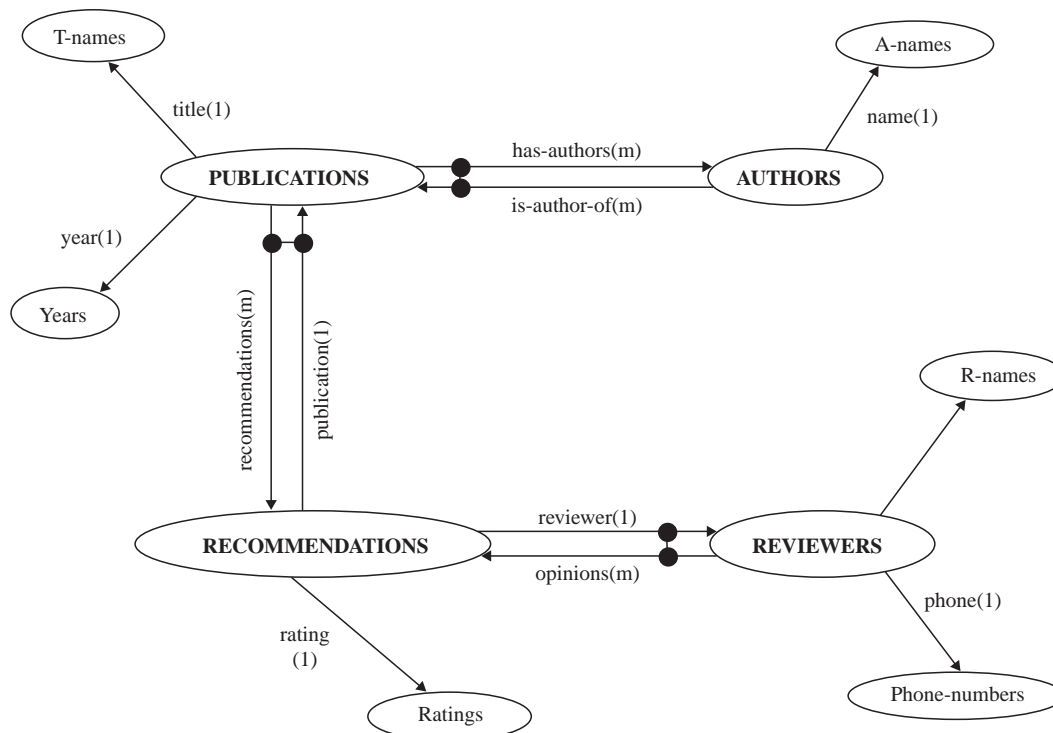 T-names
A-names
title(1)
name(1)
has-authors(m)
PUBLICATIONS
AUTHORS
is-author-of(m)
year(1)
Years
recommendations(m)
publication(1)
R-names
reviewer(1)
RECOMMENDATIONS
REVIEWERS
opinions(m)
phone(1)
rating
(1)
Phone-numbers
Ratings